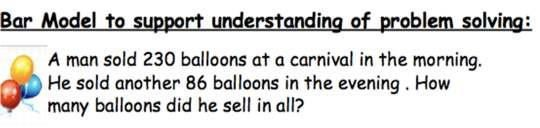 Bar Model to support understanding of problem solving:
A man sold 230 balloons at a carnival in the morning.
He sold another 86 balloons in the evening . How
many balloons did he sell in all?